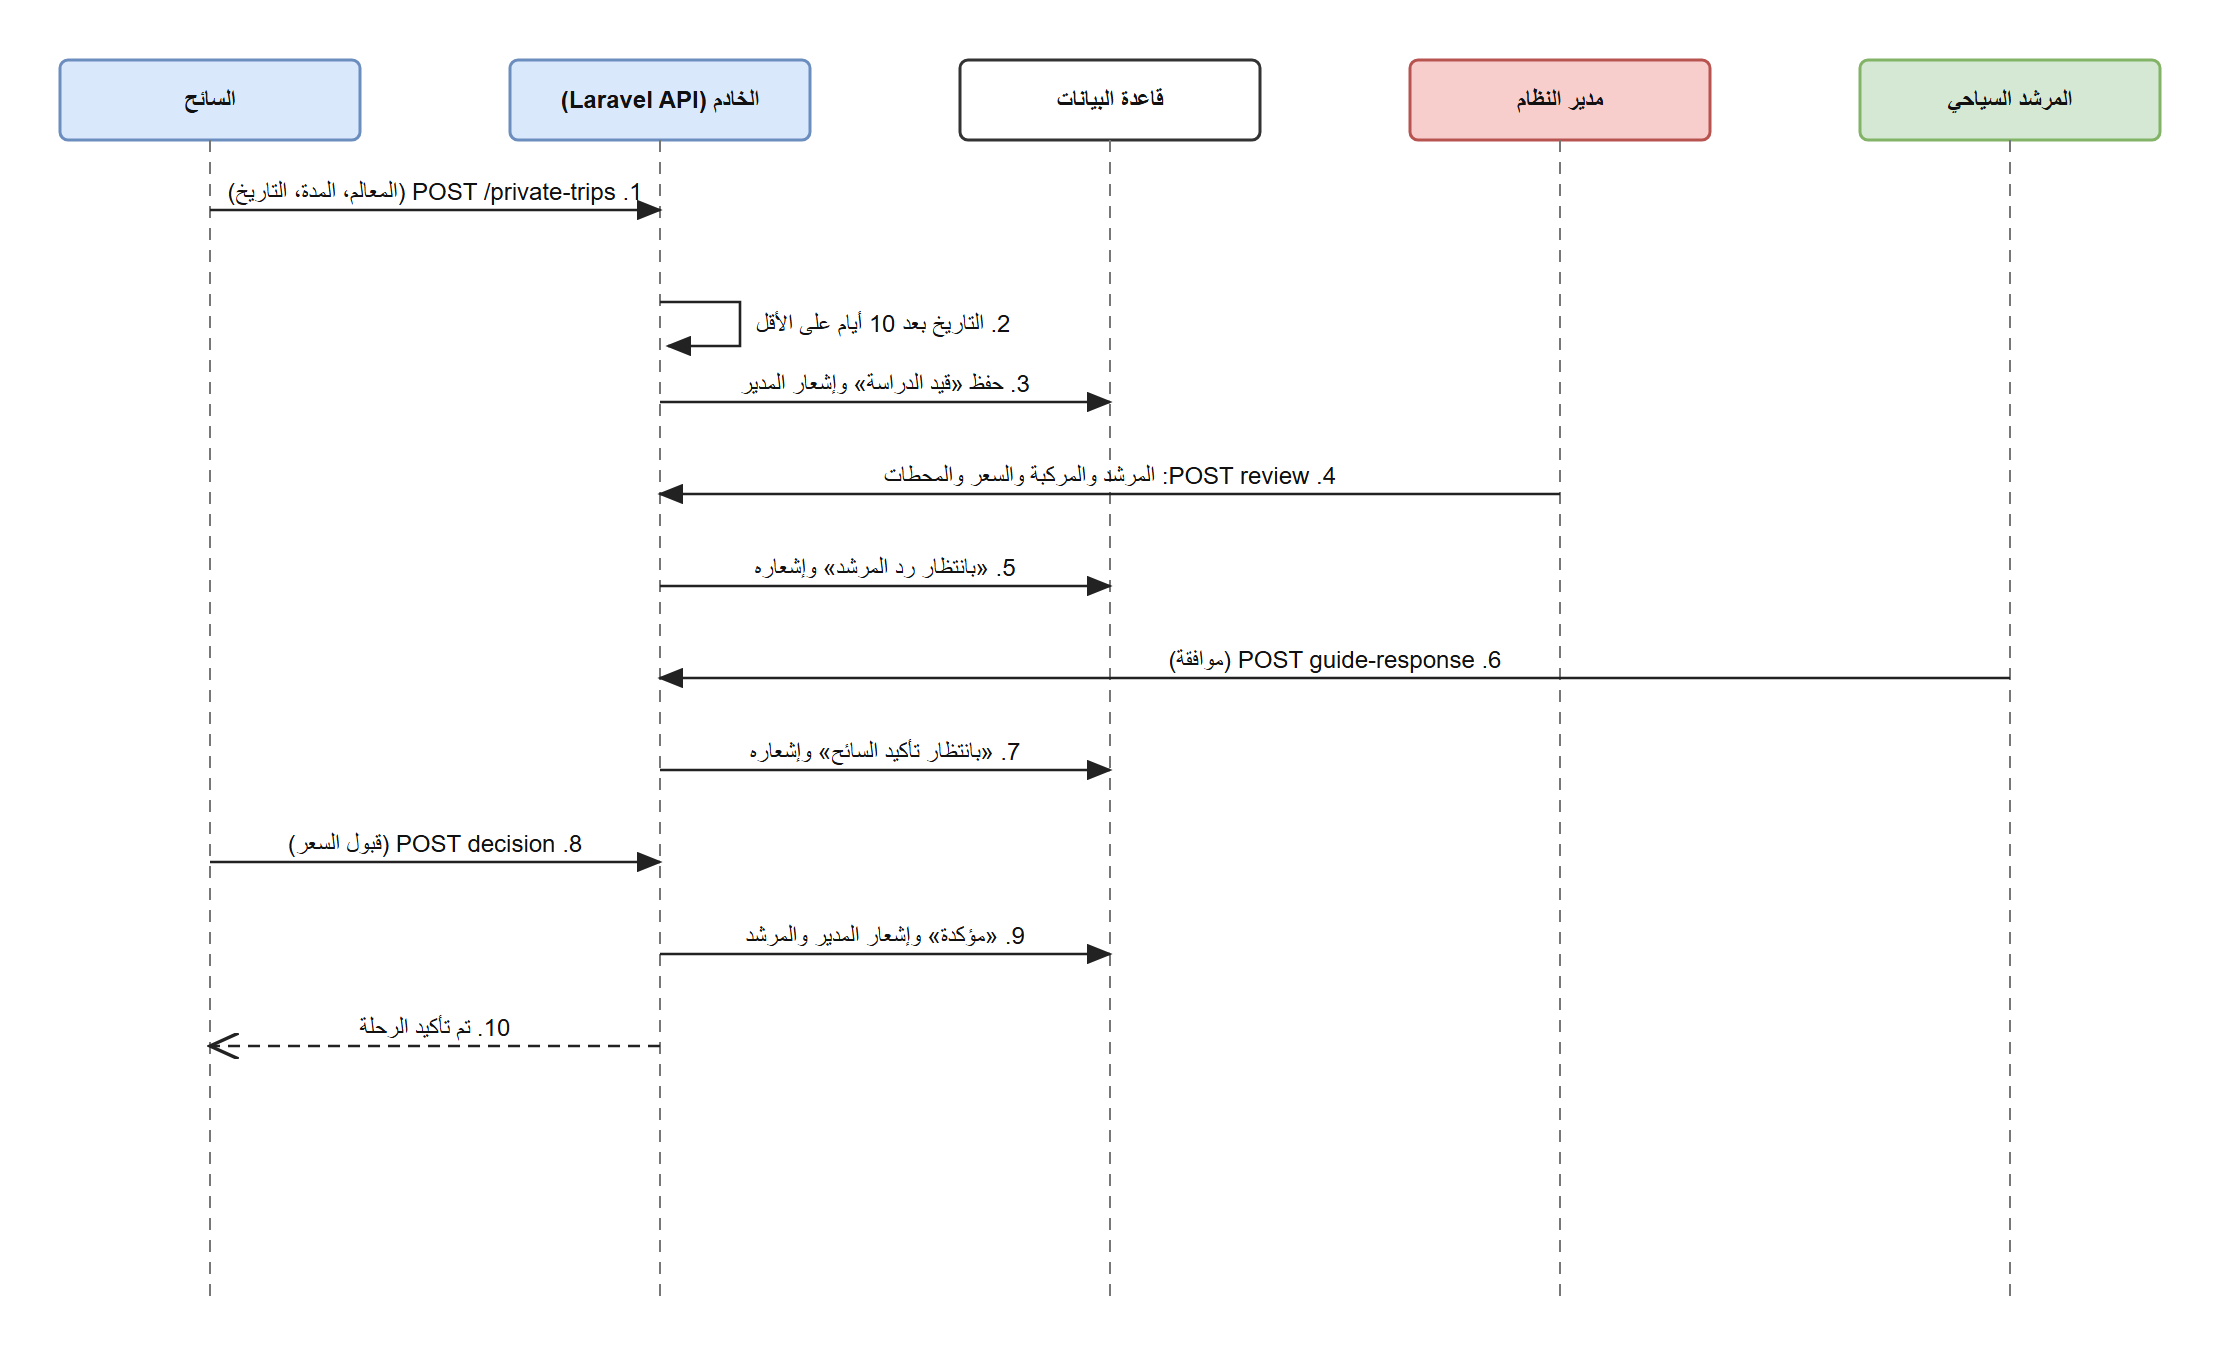 السائح
الخادم (Laravel API)
قاعدة البيانات
مدير النظام
المرشد السياحي
1. POST /private-trips (المعالم، المدة، التاريخ)
2. التاريخ بعد 10 أيام على الأقل
3. حفظ «قيد الدراسة» وإشعار المدير
4. POST review: المرشد والمركبة والسعر والمحطات
5. «بانتظار رد المرشد» وإشعاره
6. POST guide-response (موافقة)
7. «بانتظار تأكيد السائح» وإشعاره
8. POST decision (قبول السعر)
9. «مؤكدة» وإشعار المدير والمرشد
10. تم تأكيد الرحلة